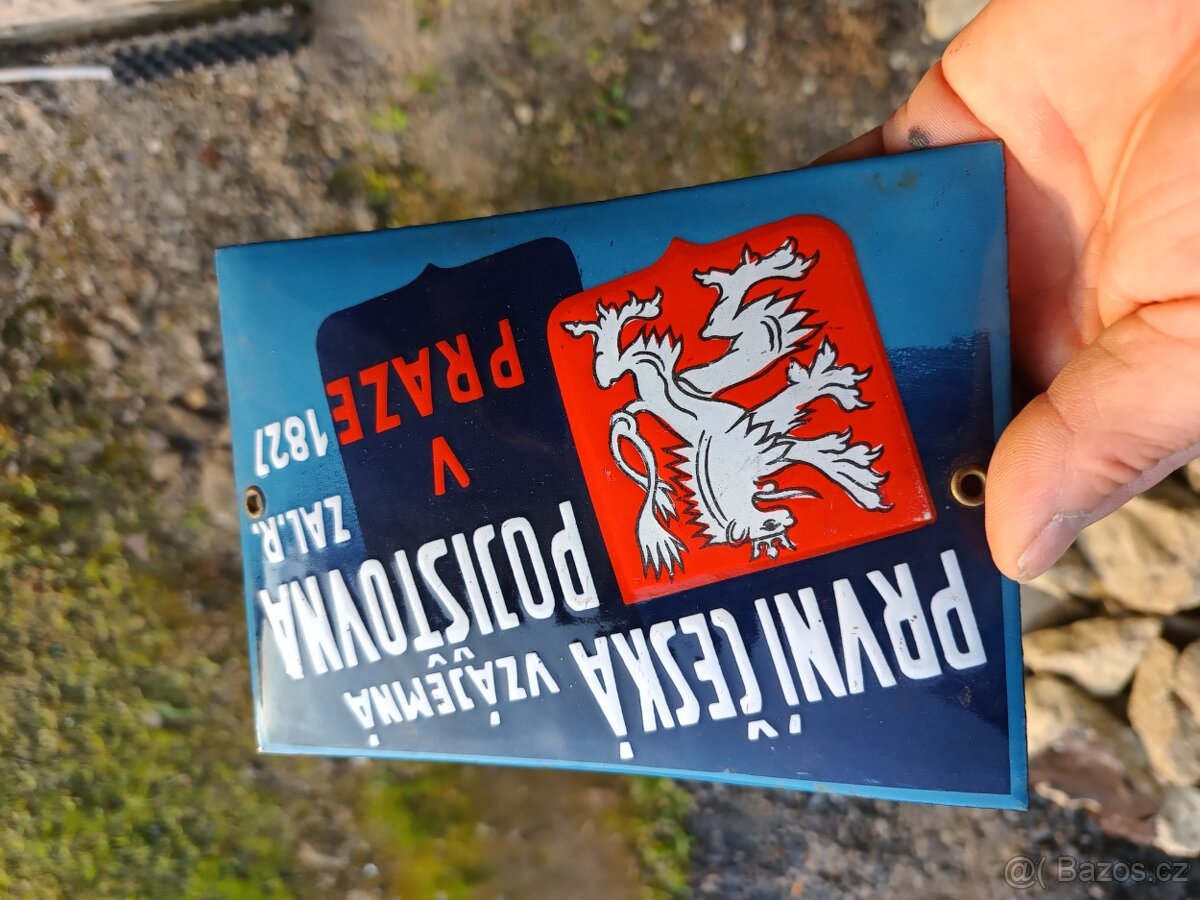 PRVNÍ ČESKÁ
VZÁJEMNÁ
POJIŠŤOVNA
V
PRAZE
ZAL.R.
1827
@( Bazos.cz